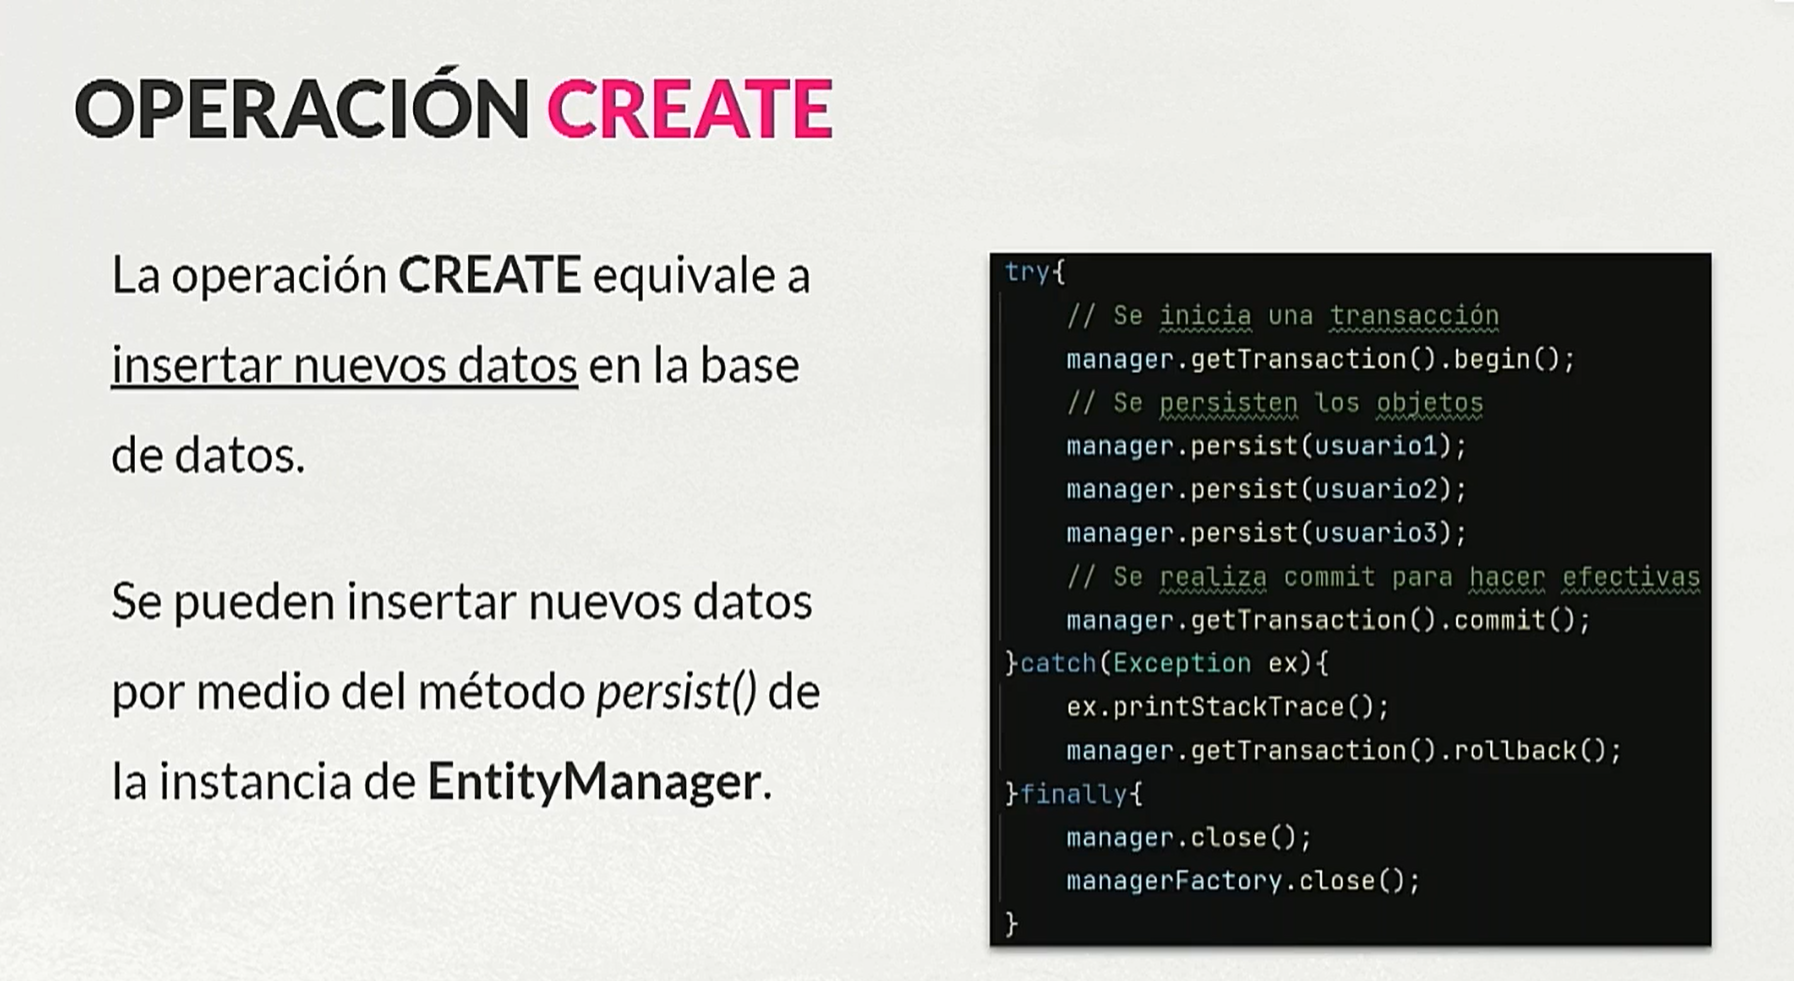 OPERACIÓN CREATE
La operación CREATE equivale a
insertar nuevos datos en la base
de datos.
Se pueden insertar nuevos datos
por medio del método persist() de
la instancia de EntityManager.
try{
    // Se inicia una transacción
    manager.getTransaction().begin();
    // Se persisten los objetos
    manager.persist(usuario1);
    manager.persist(usuario2);
    manager.persist(usuario3);
    // Se realiza commit para hacer efectivas
    manager.getTransaction().commit();
}catch(Exception ex){
    ex.printStackTrace();
    manager.getTransaction().rollback();
}finally{
    manager.close();
    managerFactory.close();
}